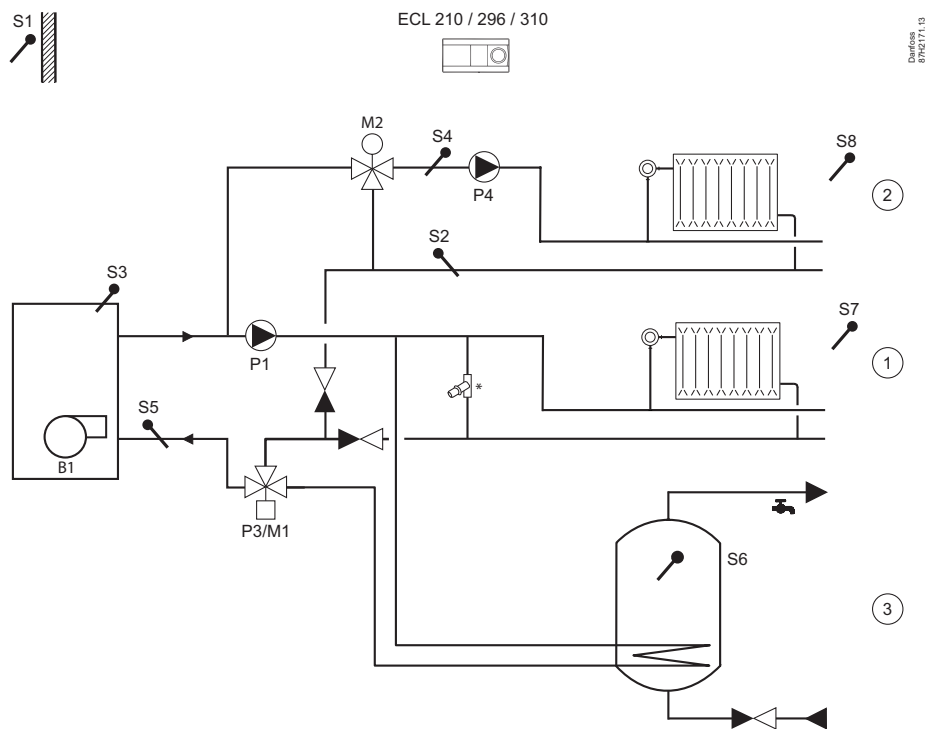 S1
ECL 210 / 296 / 310
Danfoss
87H2171.13
M2
S4
S8
P4
2
S2
S3
S7
P1
1
*
S5
B1
P3/M1
S6
3